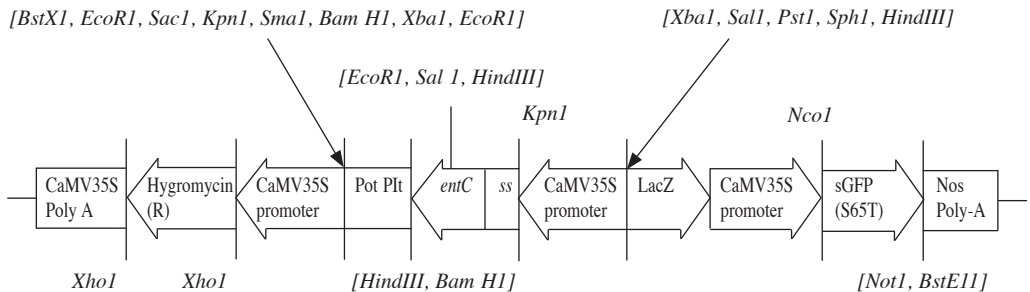 [BstX1, EcoR1, Sac1, Kpn1, Sma1, Bam H1, Xba1, EcoR1]
[Xba1, Sal1, Pst1, Sph1, HindIII]
[EcoR1, Sal 1, HindIII]
Kpn1
Nco1
CaMV35S
Poly A
Hygromycin
(R)
CaMV35S
promoter
Pot PIt
entC
ss
CaMV35S
promoter
LacZ
CaMV35S
promoter
sGFP
(S65T)
Nos
Poly-A
Xho1
Xho1
[HindIII, Bam H1]
[Not1, BstE11]